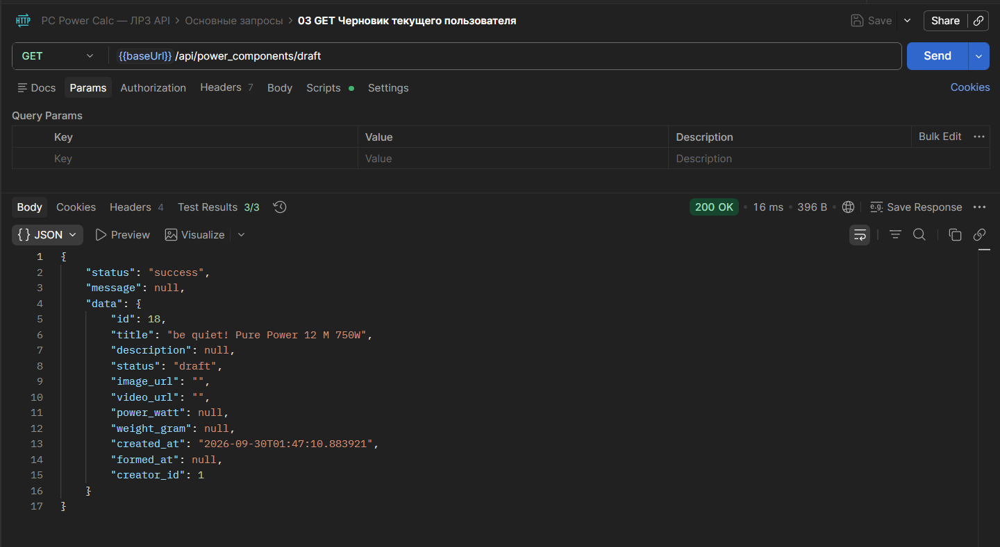 HTTP PC Power Calc — ЛР3 API > Основные запросы > 03 GET Черновик текущего пользователя Save Share
GET {{baseUrl}} /api/power_components/draft Send
Docs Params Authorization Headers 7 Body Scripts Settings Cookies
Query Params
Key Value Description Bulk Edit ···
Key Value Description
Body Cookies Headers 4 Test Results 3/3 200 OK • 16 ms • 396 B • e.g. Save Response ···
{} JSON Preview Visualize
1 {
2 "status": "success",
3 "message": null,
4 "data": {
5 "id": 18,
6 "title": "be quiet! Pure Power 12 M 750W",
7 "description": null,
8 "status": "draft",
9 "image_url": "",
10 "video_url": "",
11 "power_watt": null,
12 "weight_gram": null,
13 "created_at": "2026-09-30T01:47:10.883921",
14 "formed_at": null,
15 "creator_id": 1
16 }
17 }